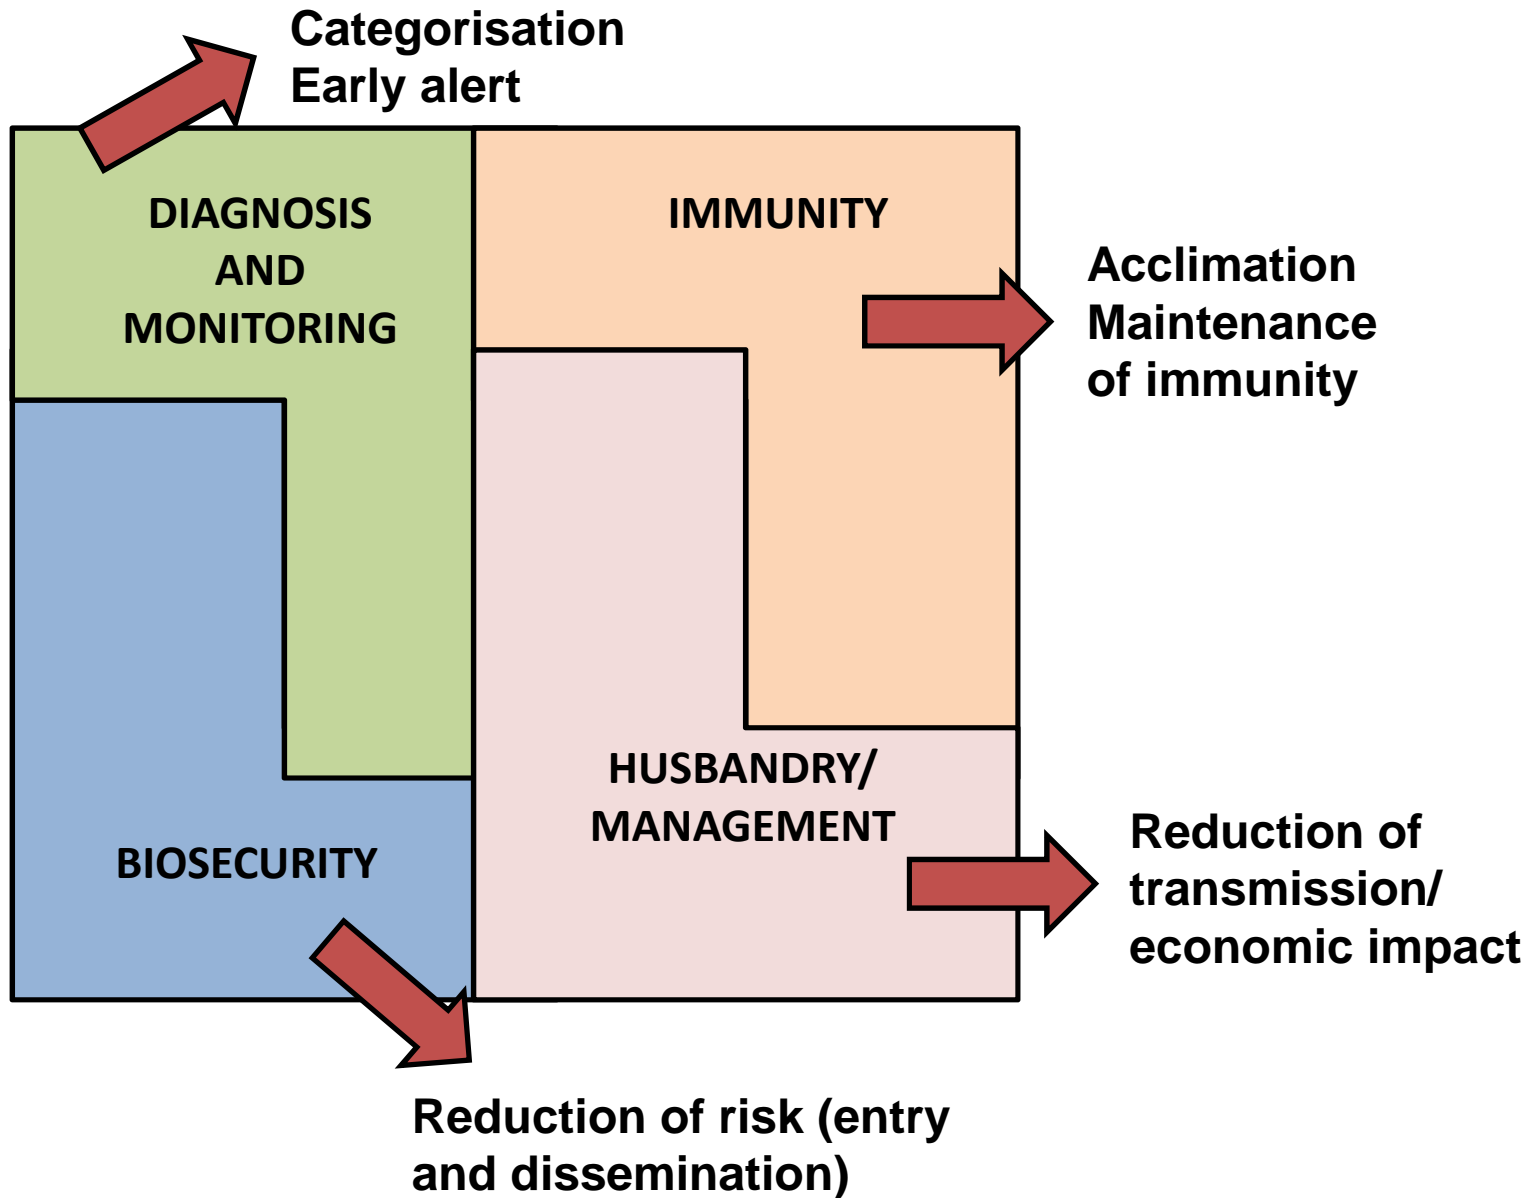 Categorisation
Early alert
DIAGNOSIS
AND
MONITORING
IMMUNITY
Acclimation
Maintenance
of immunity
HUSBANDRY/
MANAGEMENT
BIOSECURITY
Reduction of
transmission/
economic impact
Reduction of risk (entry
and dissemination)